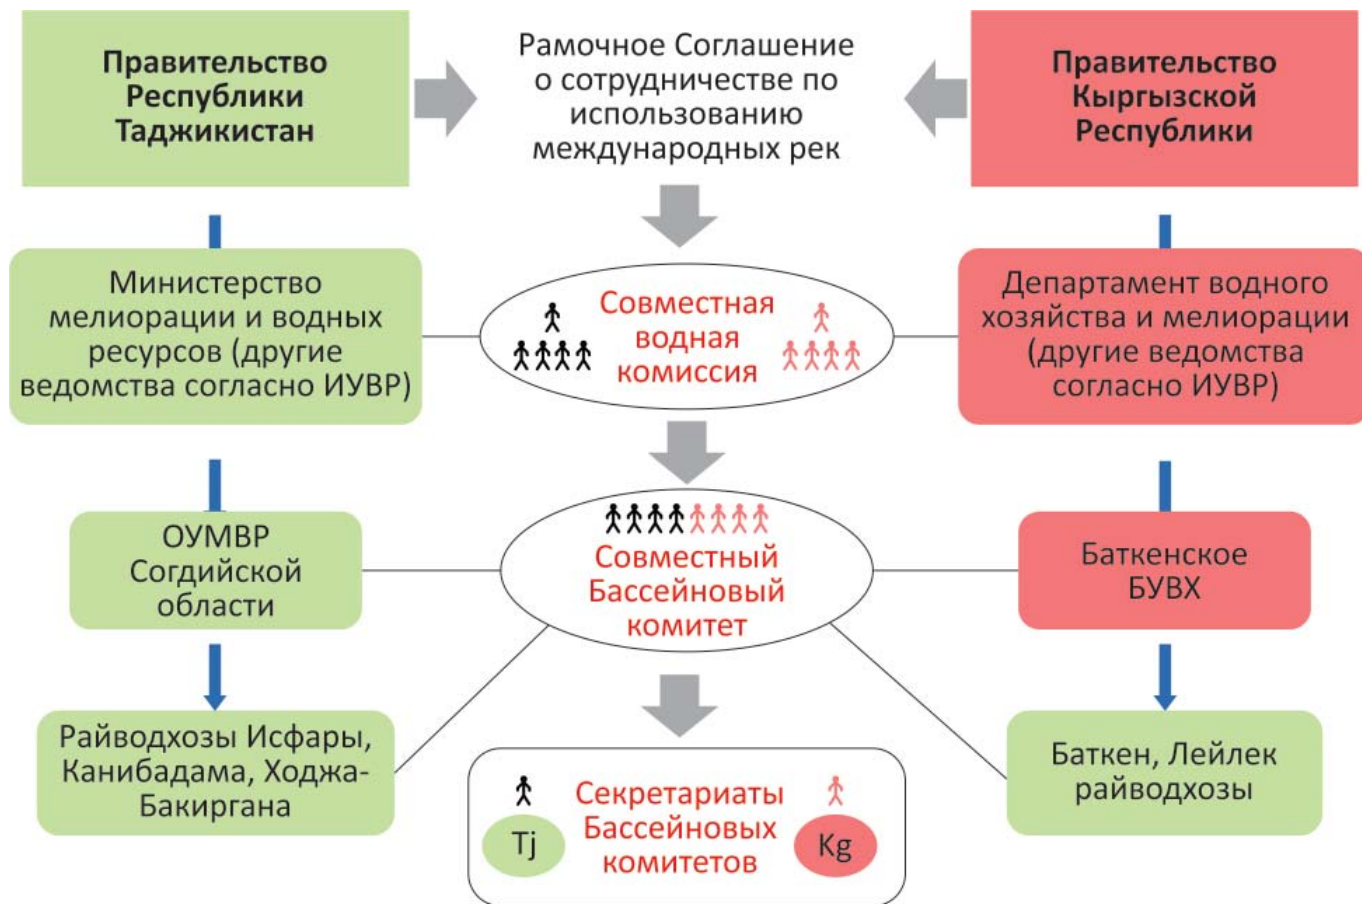 Правительство
Республики
Таджикистан
Рамочное Соглашение
о сотрудничестве по
использованию
международных рек
Правительство
Кыргызской
Республики
Министерство
мелиорации и водных
ресурсов (другие
ведомства согласно ИУВР)
Совместная
водная
комиссия
Департамент водного
хозяйства и мелиорации
(другие ведомства
согласно ИУВР)
ОУМВР
Согдийской
области
Совместный
Бассейновый
комитет
Баткенское
БУВХ
Райводхозы Исфары,
Канибадама, Ходжа-
Бакиргана
Секретариаты
Бассейновых
комитетов
Tj
Kg
Баткен, Лейлек
райводхозы